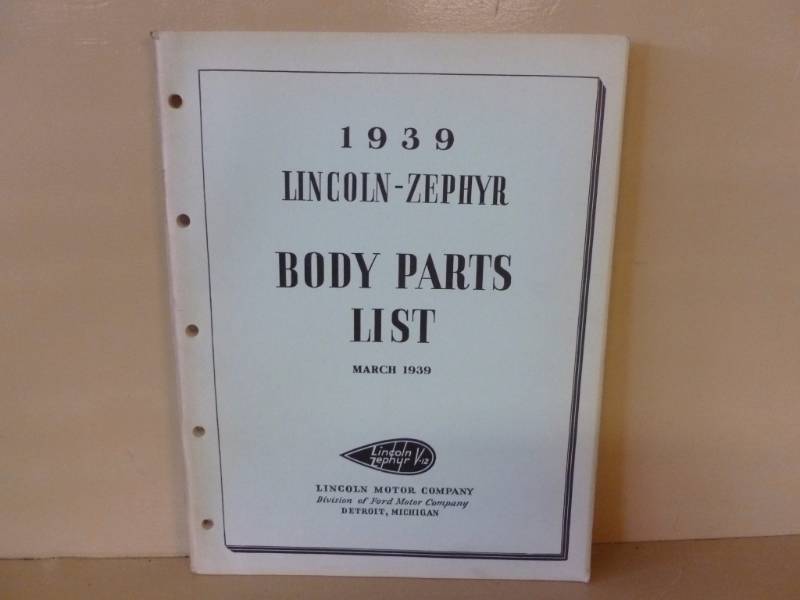 1939
LINCOLN-ZEPHYR
BODY PARTS
LIST
MARCH 1939
Lincoln
Zephyr V-12
LINCOLN MOTOR COMPANY
Division of Ford Motor Company
DETROIT, MICHIGAN